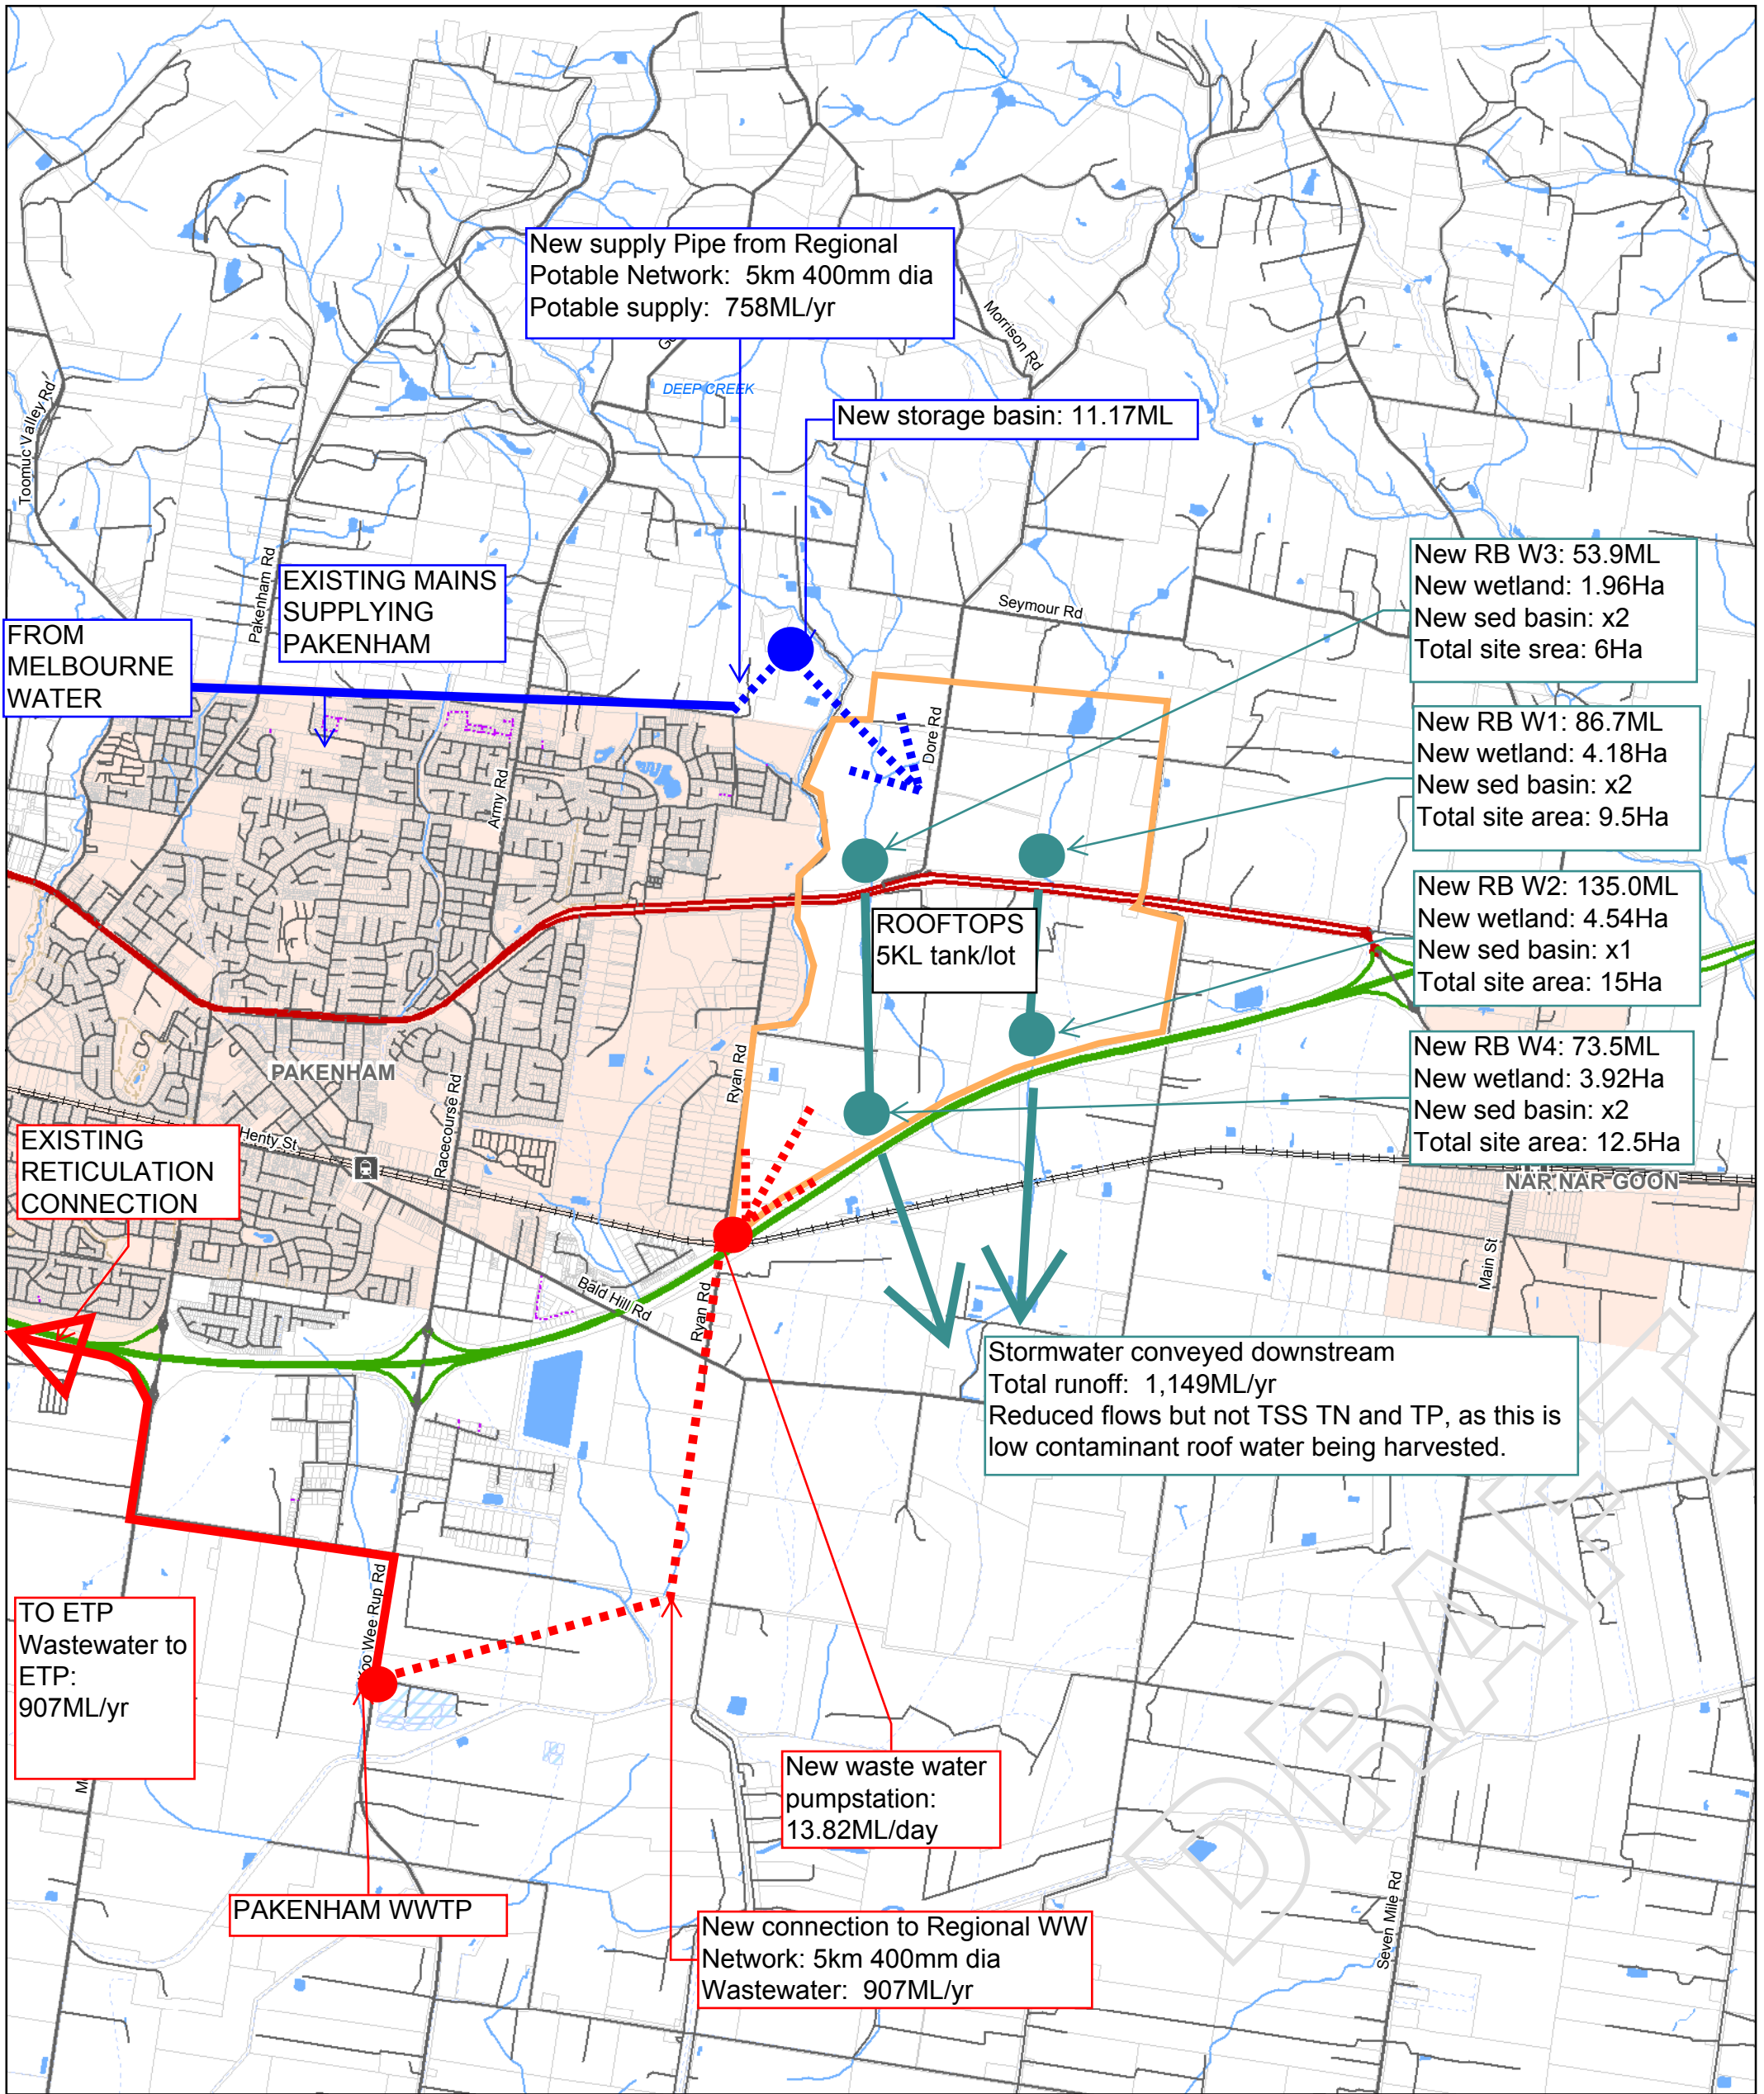 New supply Pipe from Regional
Potable Network: 5km 400mm dia
Potable supply: 758ML/yr
Morrison Rd
DEEP CREEK
New storage basin: 11.17ML
Toomuc Valley Rd
Pakenham Rd
EXISTING MAINS
SUPPLYING
PAKENHAM
FROM
MELBOURNE
WATER
Seymour Rd
New RB W3: 53.9ML
New wetland: 1.96Ha
New sed basin: x2
Total site srea: 6Ha
Dore Rd
Army Rd
New RB W1: 86.7ML
New wetland: 4.18Ha
New sed basin: x2
Total site area: 9.5Ha
ROOFTOPS
5KL tank/lot
New RB W2: 135.0ML
New wetland: 4.54Ha
New sed basin: x1
Total site area: 15Ha
PAKENHAM
Ryan Rd
Racecourse Rd
New RB W4: 73.5ML
New wetland: 3.92Ha
New sed basin: x2
Total site area: 12.5Ha
Henty St
EXISTING
RETICULATION
CONNECTION
NAR NAR GOON
Main St
Bald Hill Rd
Ryan Rd
Stormwater conveyed downstream
Total runoff: 1,149ML/yr
Reduced flows but not TSS TN and TP, as this is
low contaminant roof water being harvested.
DRAFT
Koo Wee Rup Rd
TO ETP
Wastewater to
ETP:
907ML/yr
New waste water
pumpstation:
13.82ML/day
PAKENHAM WWTP
New connection to Regional WW
Network: 5km 400mm dia
Wastewater: 907ML/yr
Seven Mile Rd